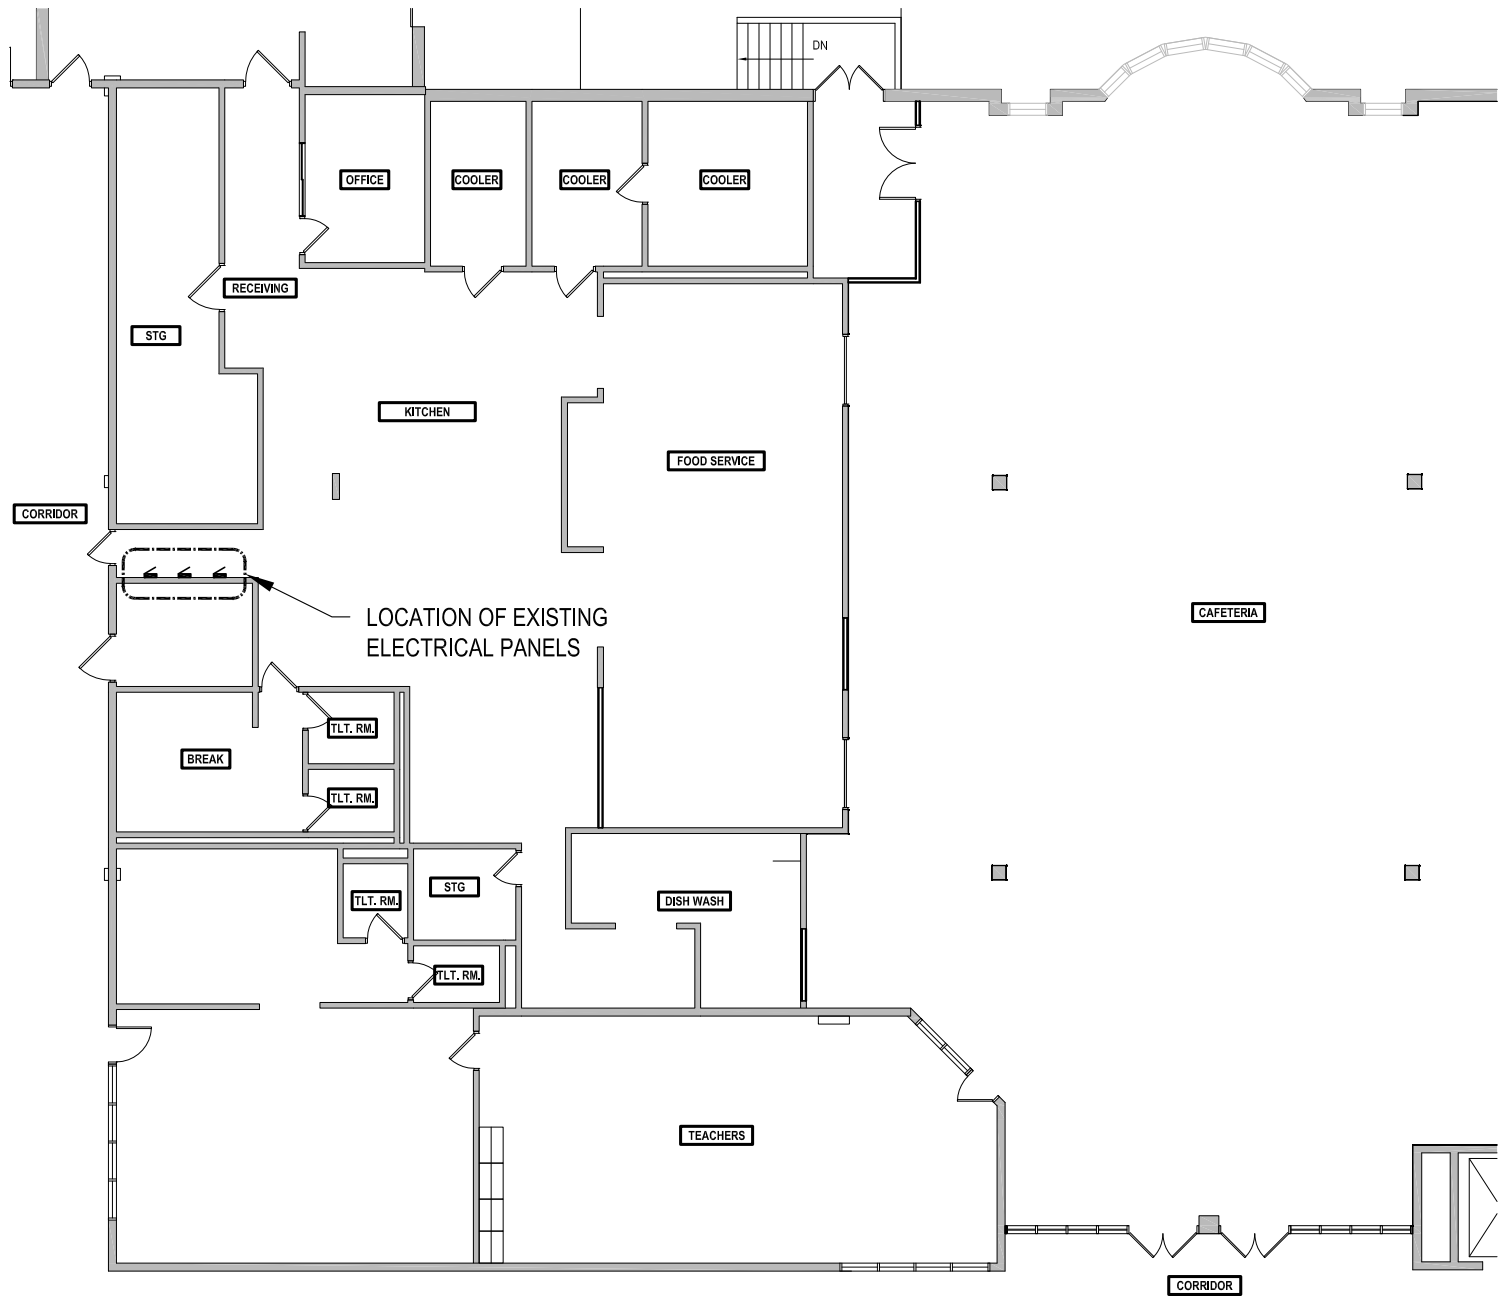 DN
OFFICE
COOLER
COOLER
COOLER
RECEIVING
STG
KITCHEN
FOOD SERVICE
CORRIDOR
LOCATION OF EXISTING
ELECTRICAL PANELS
CAFETERIA
TLT. RM.
BREAK
TLT. RM.
STG
TLT. RM.
DISH WASH
TLT. RM.
TEACHERS
CORRIDOR